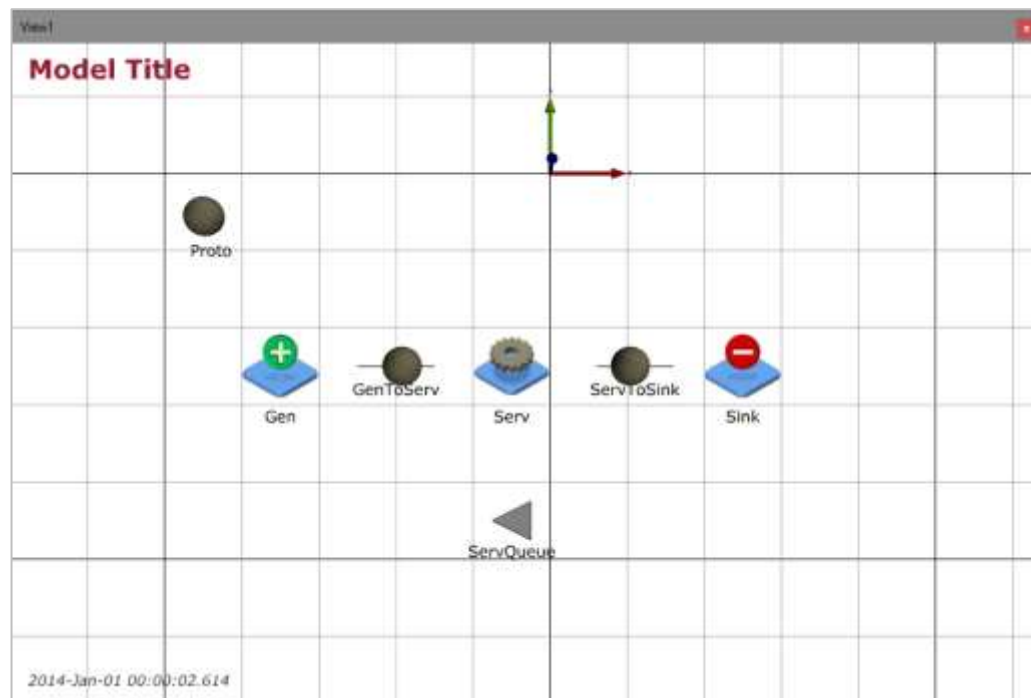 View1
Model Title
Proto
GenToServ
ServToSink
Gen
Serv
Sink
ServQueue
2014-Jan-01 00:00:02.614